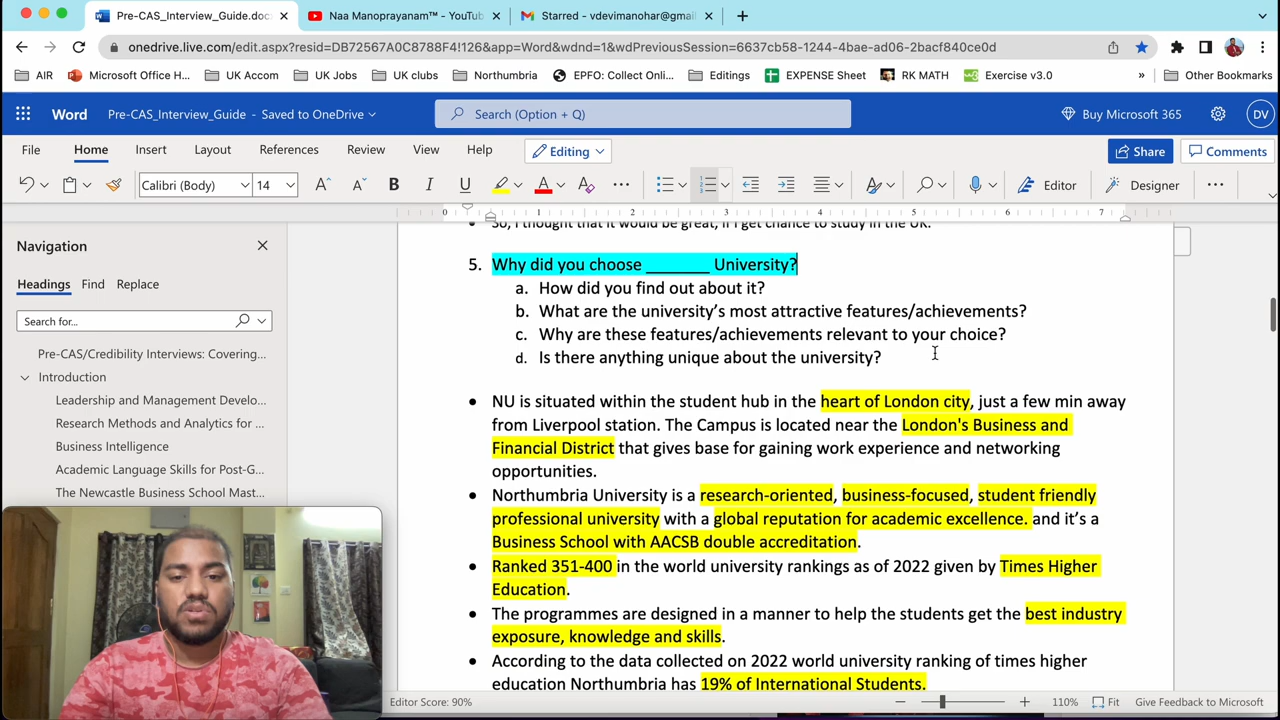 Pre-CAS_Interview_Guide.docx
Naa Manoprayanam™ - YouTub
Starred - vdevimanohar@gmai
onedrive.live.com/edit.aspx?resid=DB72567A0C8788F4!126&app=Word&wdnd=1&wdPreviousSession=6637cb58-1244-4bae-ad06-2bacf840ce0d
AIR Microsoft Office H... UK Accom UK Jobs UK clubs Northumbria EPFO: Collect Onli... Editings EXPENSE Sheet RK MATH Exercise v3.0 » Other Bookmarks
Word Pre-CAS_Interview_Guide - Saved to OneDrive Search (Option + Q) Buy Microsoft 365 DV
File Home Insert Layout References Review View Help Editing Share Comments
Calibri (Body) 14 Editor Designer
0 1 2 3 4 5 6 7
Navigation
Headings Find Replace
Search for...
Pre-CAS/Credibility Interviews: Covering...
Introduction
Leadership and Management Develo...
Research Methods and Analytics for ...
Business Intelligence
Academic Language Skills for Post-G...
The Newcastle Business School Mast...
So, I thought that it would be great, if I get chance to study in the UK.
5. Why did you choose _______ University?
a. How did you find out about it?
b. What are the university's most attractive features/achievements?
c. Why are these features/achievements relevant to your choice?
d. Is there anything unique about the university?
• NU is situated within the student hub in the heart of London city, just a few min away
from Liverpool station. The Campus is located near the London's Business and
Financial District that gives base for gaining work experience and networking
opportunities.
• Northumbria University is a research-oriented, business-focused, student friendly
professional university with a global reputation for academic excellence. and it's a
Business School with AACSB double accreditation.
• Ranked 351-400 in the world university rankings as of 2022 given by Times Higher
Education.
• The programmes are designed in a manner to help the students get the best industry
exposure, knowledge and skills.
• According to the data collected on 2022 world university ranking of times higher
education Northumbria has 19% of International Students.
Editor Score: 90% 110% Fit Give Feedback to Microsoft